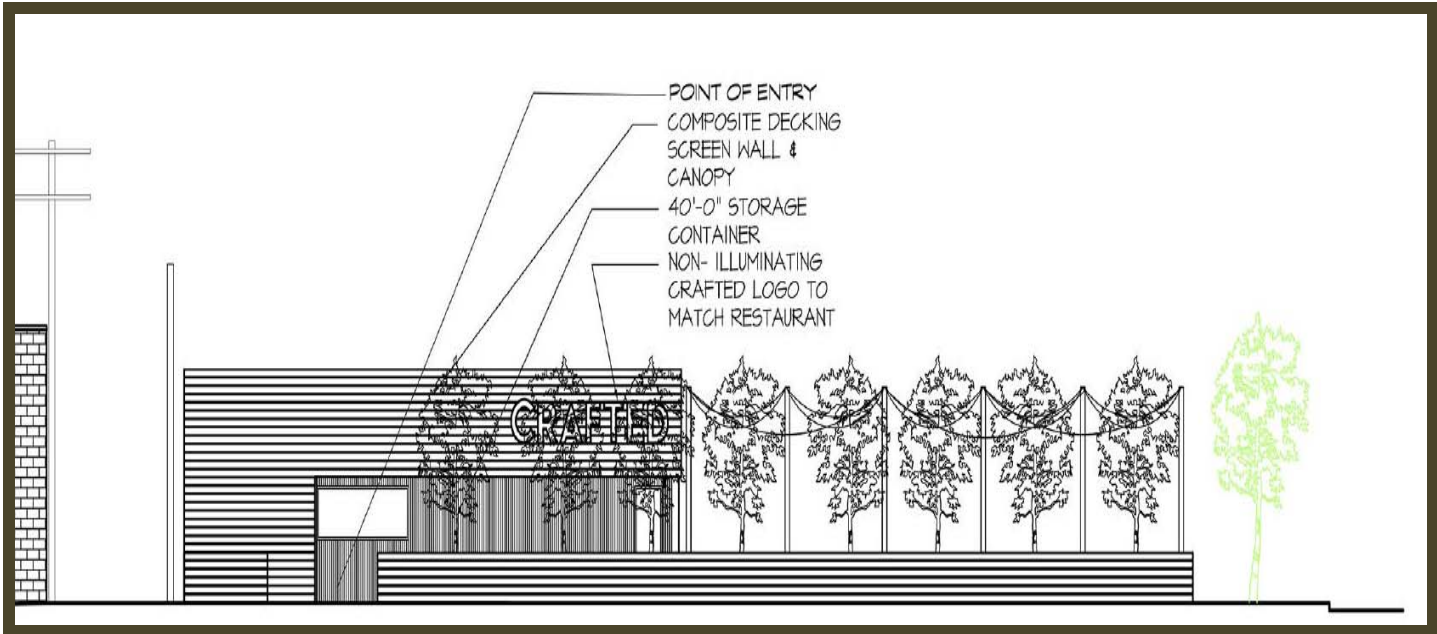 POINT OF ENTRY
COMPOSITE DECKING
SCREEN WALL &
CANOPY
40'-0" STORAGE
CONTAINER
NON- ILLUMINATING
CRAFTED LOGO TO
MATCH RESTAURANT
CRAFTED